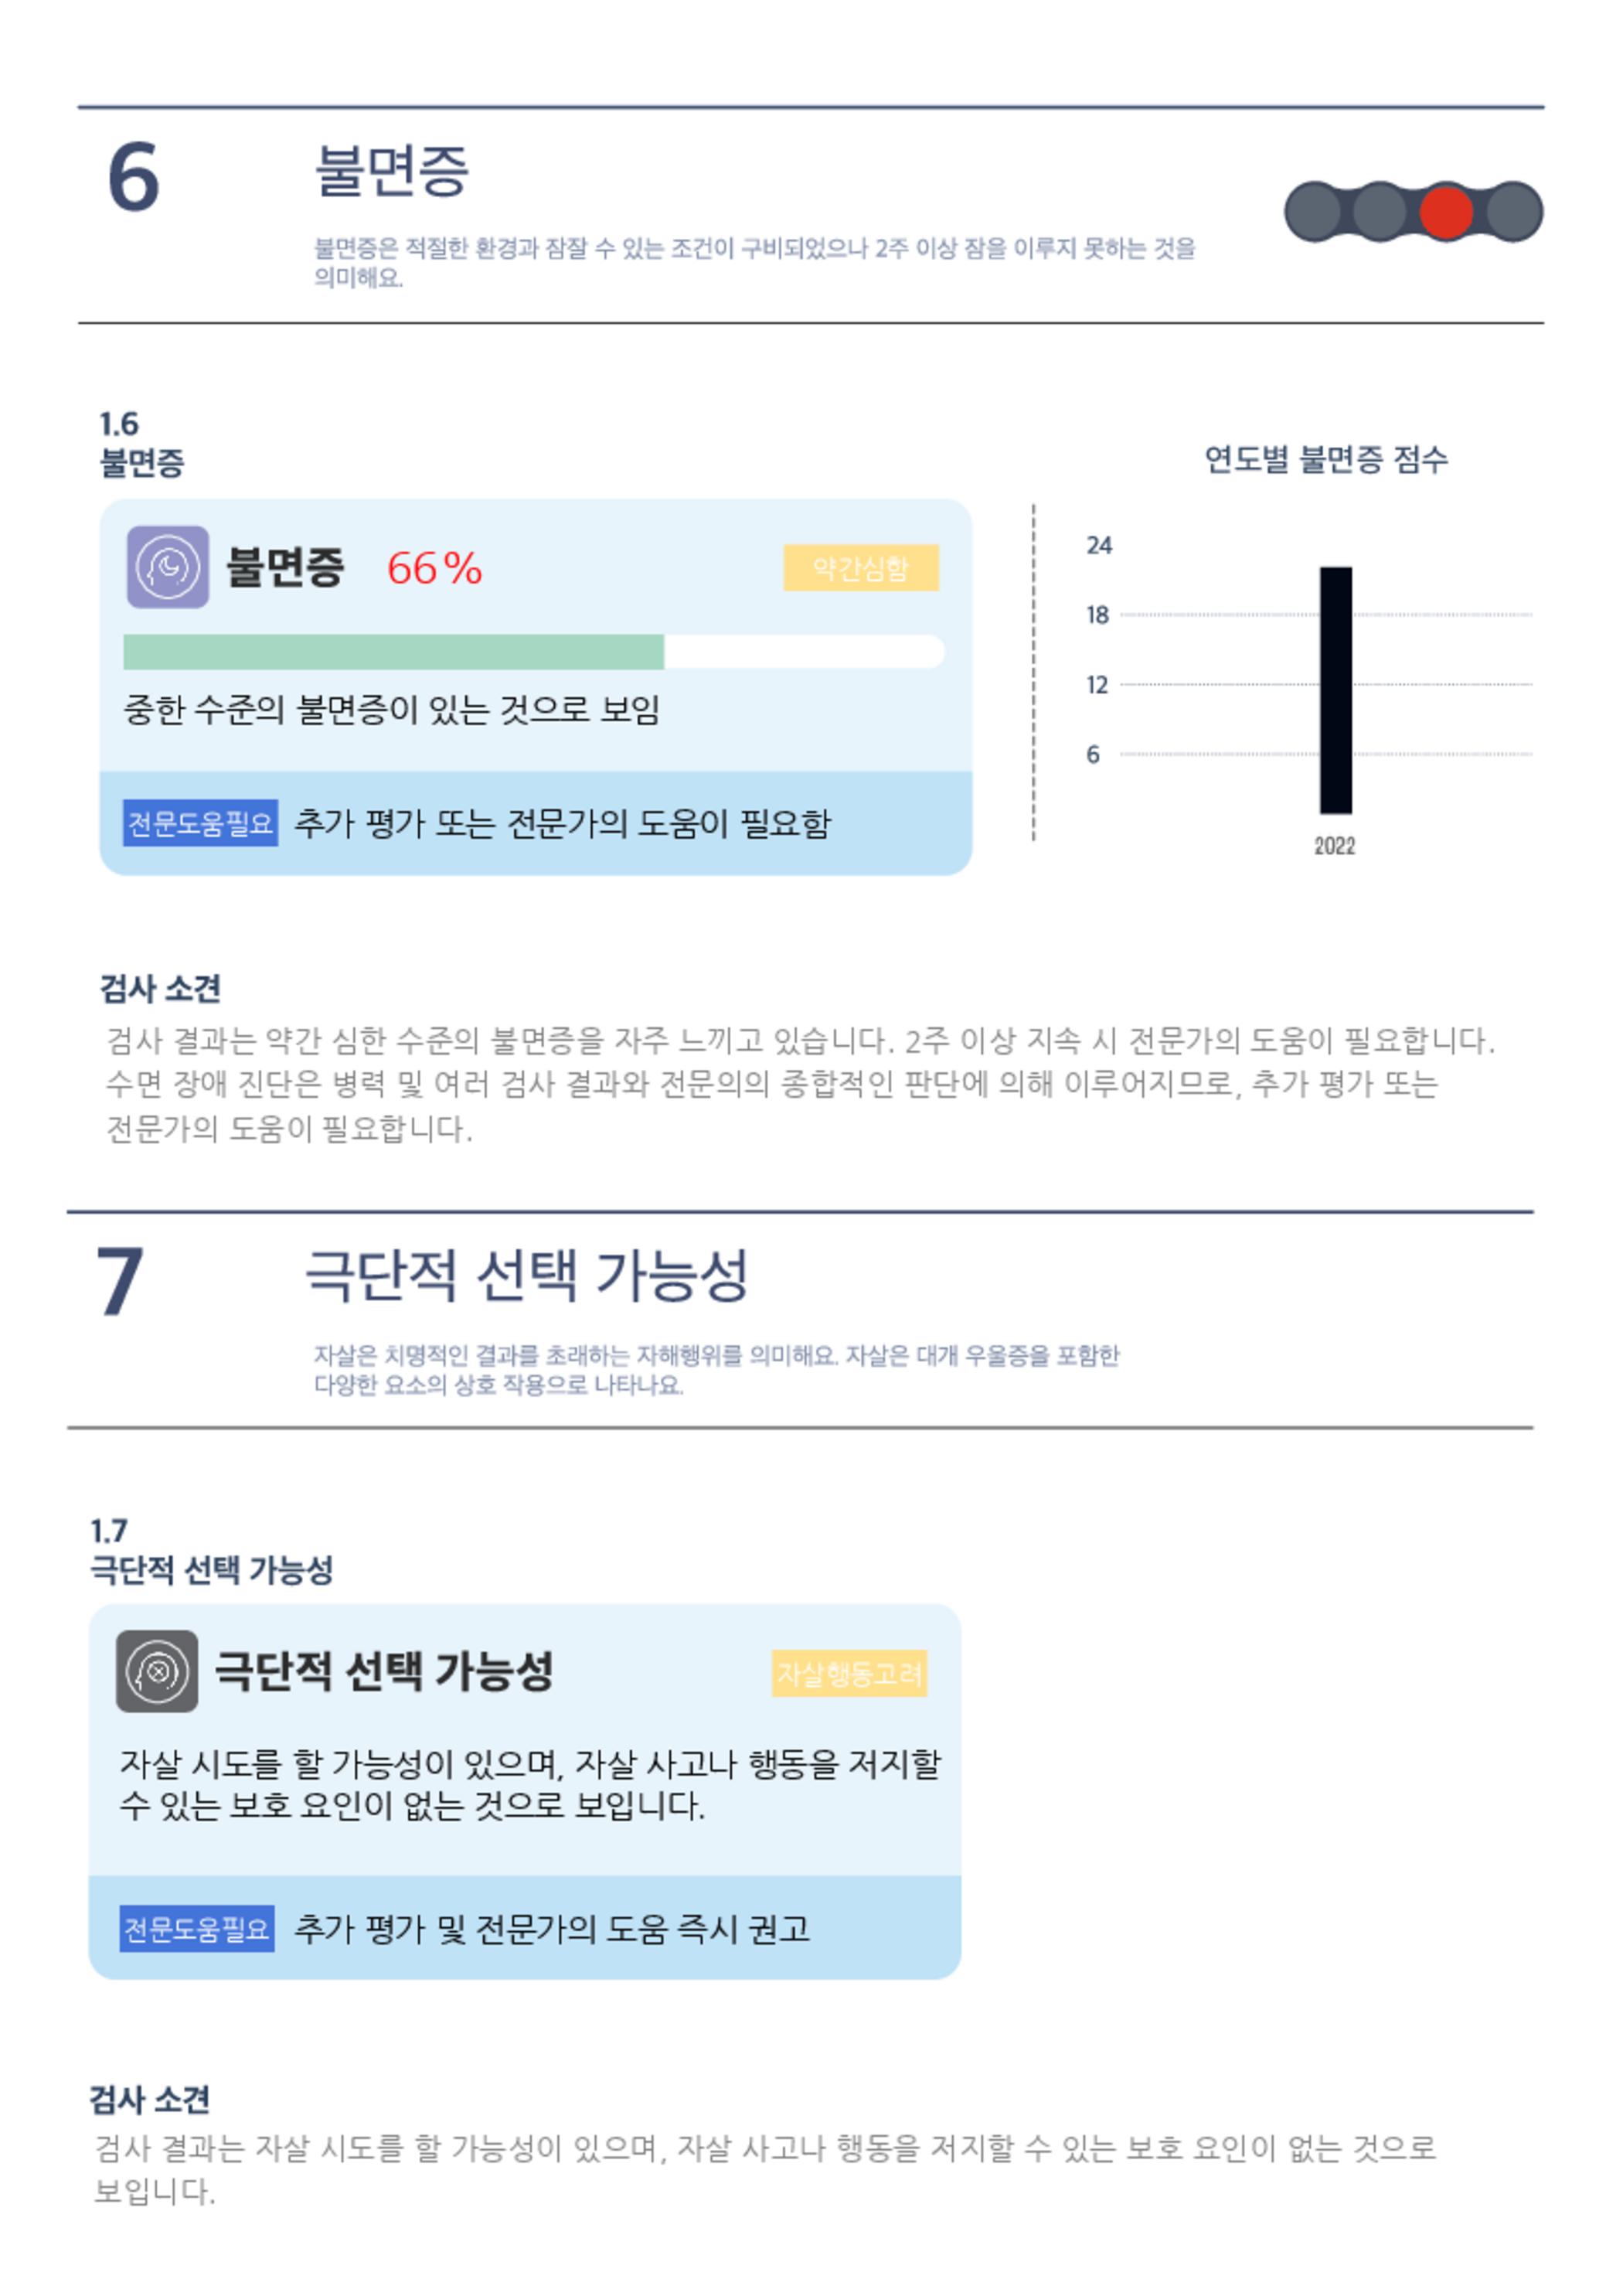 6
불면증
불면증은 적절한 환경과 잠잘 수 있는 조건이 구비되었으나 2주 이상 잠을 이루지 못하는 것을
의미해요.
1.6
불면증
불면증 66%
약간심함
중한 수준의 불면증이 있는 것으로 보임
전문도움필요 추가 평가 또는 전문가의 도움이 필요함
연도별 불면증 점수
24
18
12
6
2022
검사 소견
검사 결과는 약간 심한 수준의 불면증을 자주 느끼고 있습니다. 2주 이상 지속 시 전문가의 도움이 필요합니다.
수면 장애 진단은 병력 및 여러 검사 결과와 전문의의 종합적인 판단에 의해 이루어지므로, 추가 평가 또는
전문가의 도움이 필요합니다.
7
극단적 선택 가능성
자살은 치명적인 결과를 초래하는 자해행위를 의미해요. 자살은 대개 우울증을 포함한
다양한 요소의 상호 작용으로 나타나요.
1.7
극단적 선택 가능성
극단적 선택 가능성
자살행동고려
자살 시도를 할 가능성이 있으며, 자살 사고나 행동을 저지할
수 있는 보호 요인이 없는 것으로 보입니다.
전문도움필요 추가 평가 및 전문가의 도움 즉시 권고
검사 소견
검사 결과는 자살 시도를 할 가능성이 있으며, 자살 사고나 행동을 저지할 수 있는 보호 요인이 없는 것으로
보입니다.